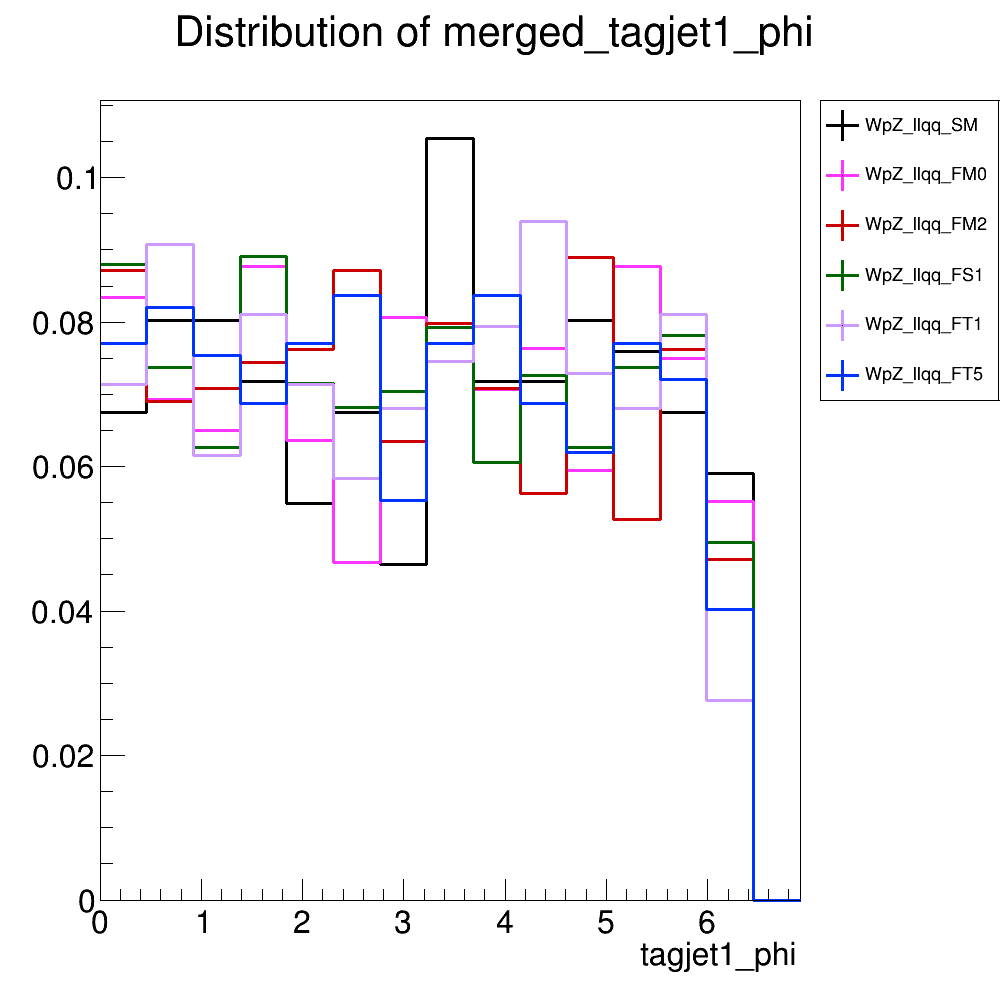 Distribution of merged_tagjet1_phi
WpZ_llqq_SM
WpZ_llqq_FM0
WpZ_llqq_FM2
WpZ_llqq_FS1
WpZ_llqq_FT1
WpZ_llqq_FT5
0.1
0.08
0.06
0.04
0.02
0
0 1 2 3 4 5 6
tagjet1_phi